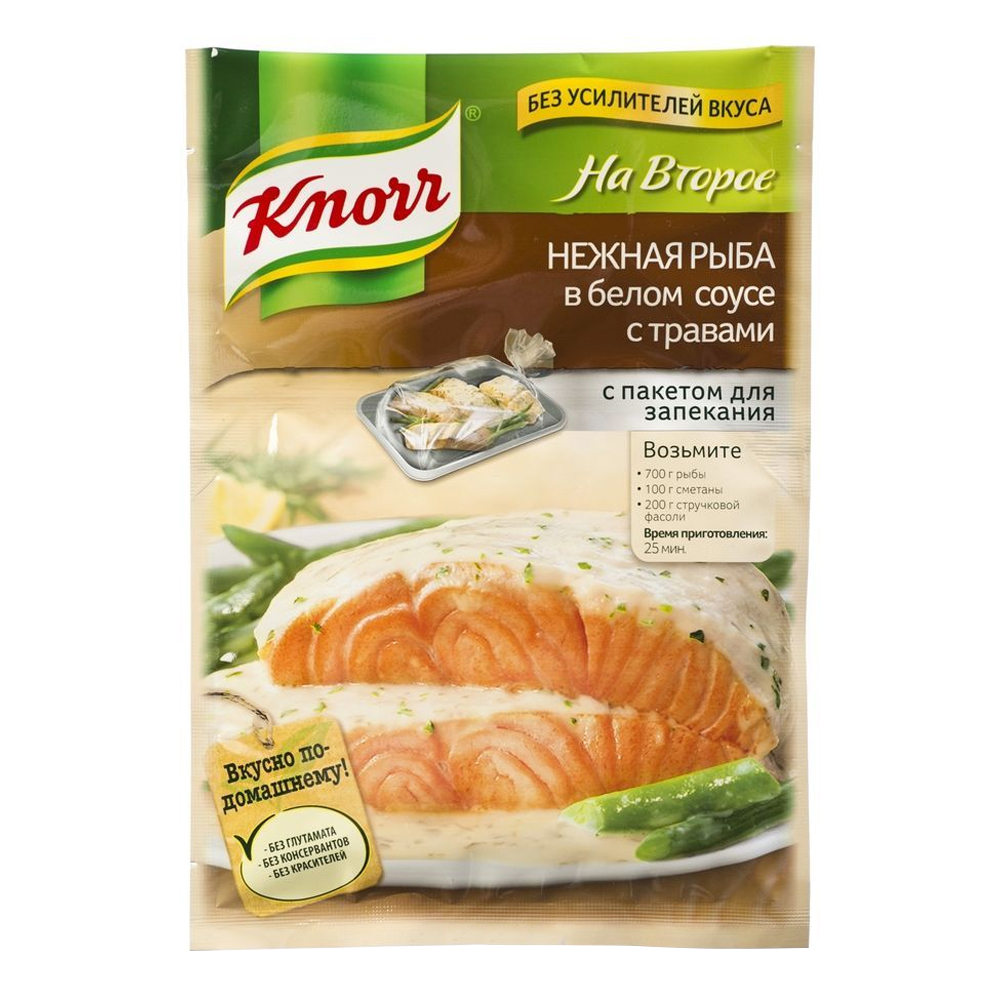 БЕЗ УСИЛИТЕЛЕЙ ВКУСА
Knorr®
На Второе
НЕЖНАЯ РЫБА
в белом соусе
с травами
с пакетом для
запекания
Возьмите
• 700 г рыбы
• 100 г сметаны
• 200 г стручковой
фасоли
Время приготовления:
25 мин.
Вкусно по-
домашнему!
- БЕЗ ГЛУТАМАТА
- БЕЗ КОНСЕРВАНТОВ
- БЕЗ КРАСИТЕЛЕЙ